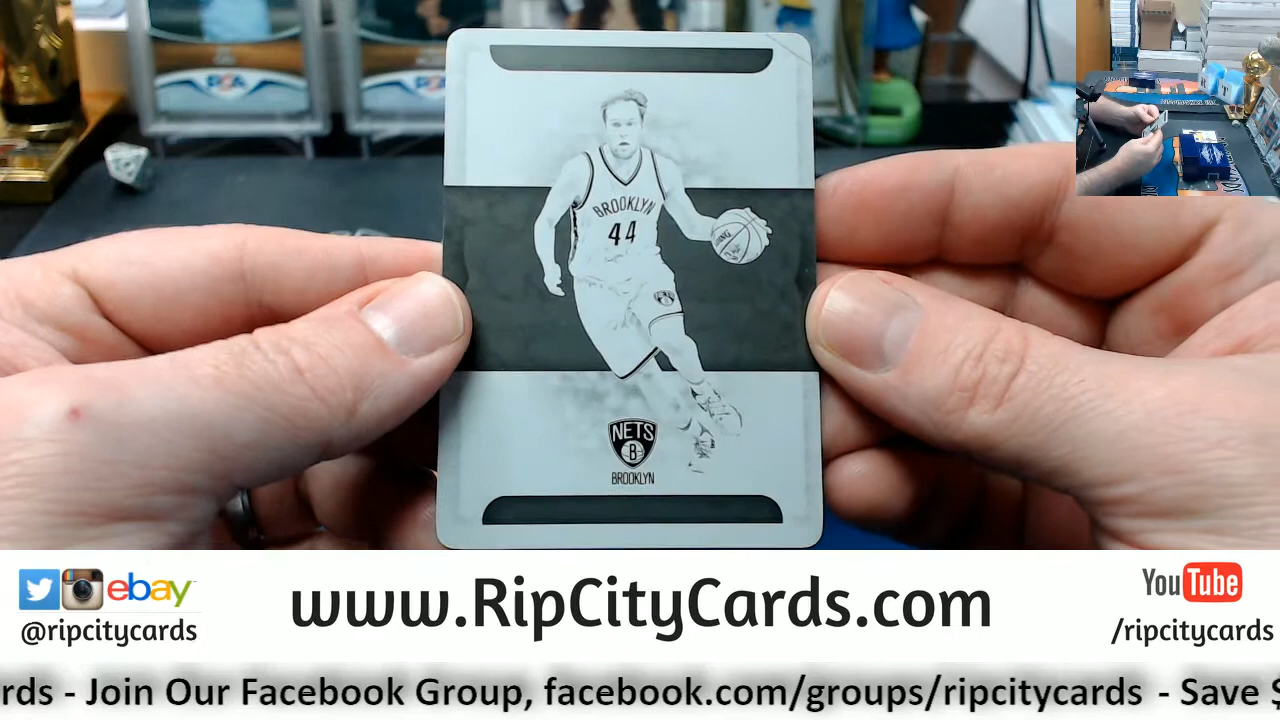 BROOKLYN
44
NETS
B
BROOKLYN
ebay
@ripcitycards
www.RipCityCards.com
You Tube
/ripcitycards
rds - Join Our Facebook Group, facebook.com/groups/ripcitycards - Save $